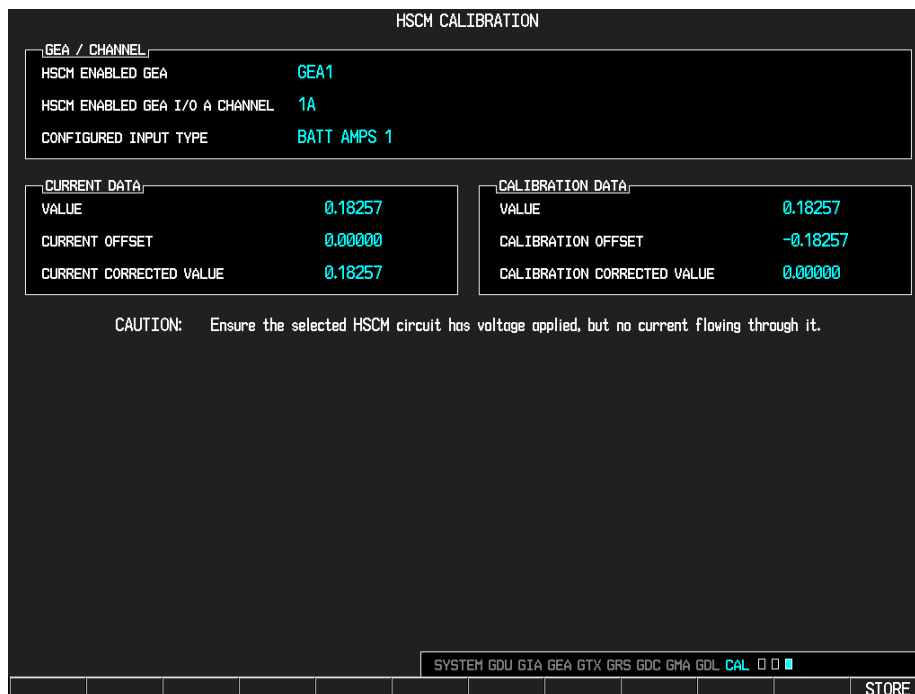 HSCM CALIBRATION
GEA / CHANNEL
HSCM ENABLED GEA GEA1
HSCM ENABLED GEA I/O A CHANNEL 1A
CONFIGURED INPUT TYPE BATT AMPS 1
CURRENT DATA
VALUE 0.18257
CURRENT OFFSET 0.00000
CURRENT CORRECTED VALUE 0.18257
CALIBRATION DATA
VALUE 0.18257
CALIBRATION OFFSET -0.18257
CALIBRATION CORRECTED VALUE 0.00000
CAUTION: Ensure the selected HSCM circuit has voltage applied, but no current flowing through it.
SYSTEM GDU GIA GEA GTX GRS GDC GMA GDL CAL
STORE